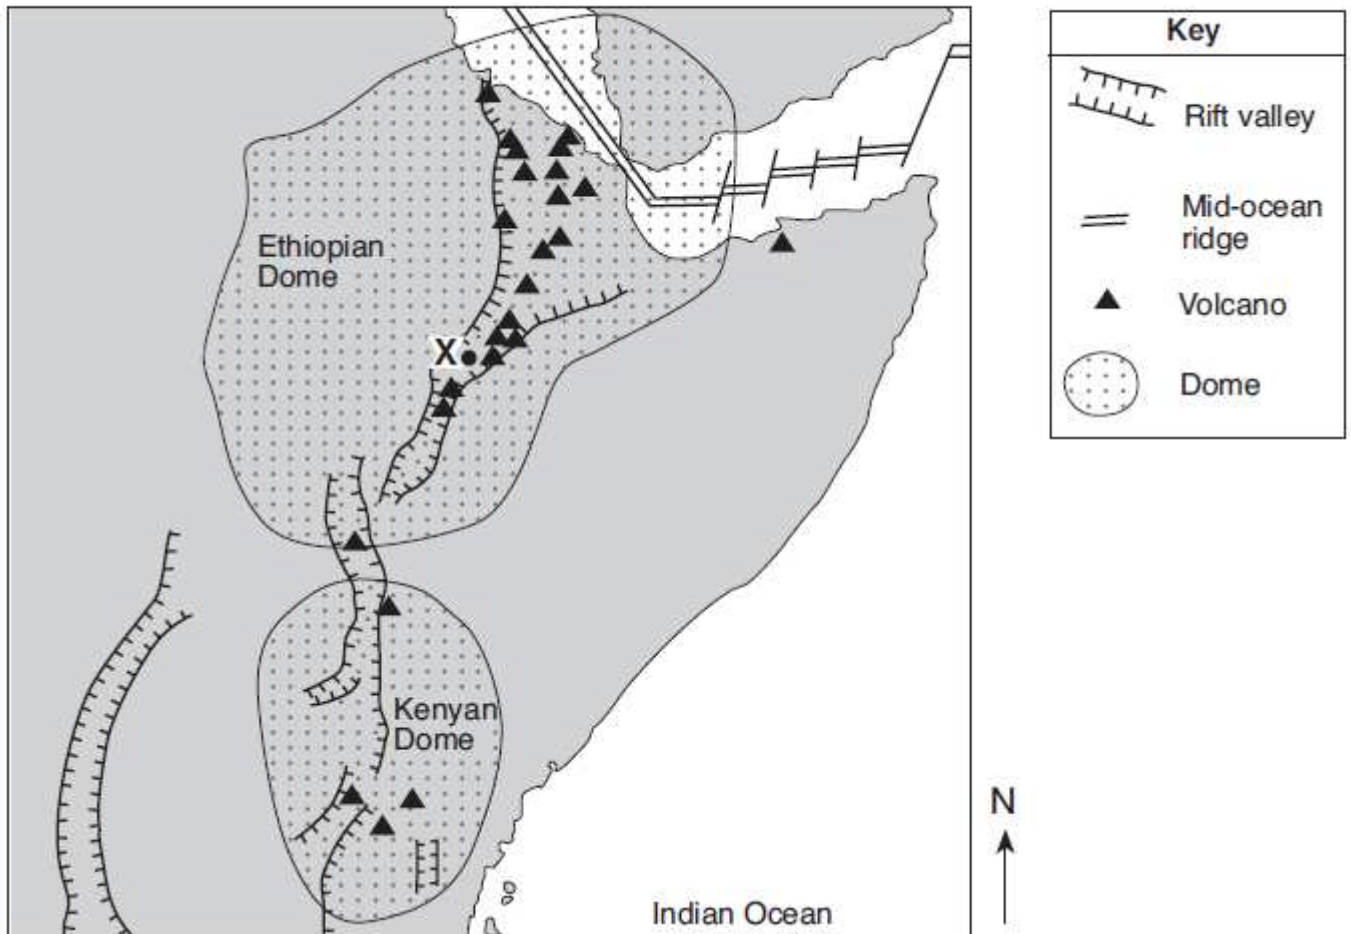 Key
Rift valley
Mid-ocean
ridge
Volcano
Dome
Ethiopian
Dome
X
Kenyan
Dome
N
Indian Ocean